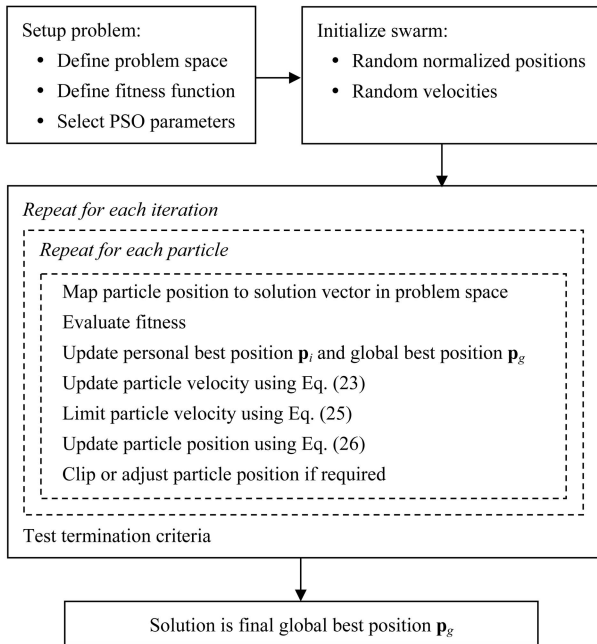 Setup problem:
• Define problem space
• Define fitness function
• Select PSO parameters
Initialize swarm:
• Random normalized positions
• Random velocities
Repeat for each iteration
Repeat for each particle
Map particle position to solution vector in problem space
Evaluate fitness
Update personal best position pi and global best position pg
Update particle velocity using Eq. (23)
Limit particle velocity using Eq. (25)
Update particle position using Eq. (26)
Clip or adjust particle position if required
Test termination criteria
Solution is final global best position pg